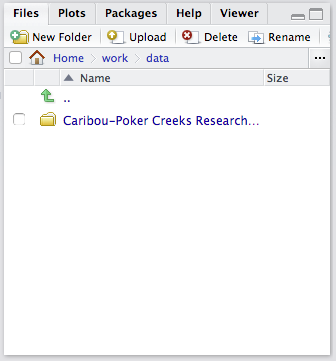 Files Plots Packages Help Viewer
New Folder Upload Delete Rename
Home work data ...
Name Size
..
Caribou-Poker Creeks Research...